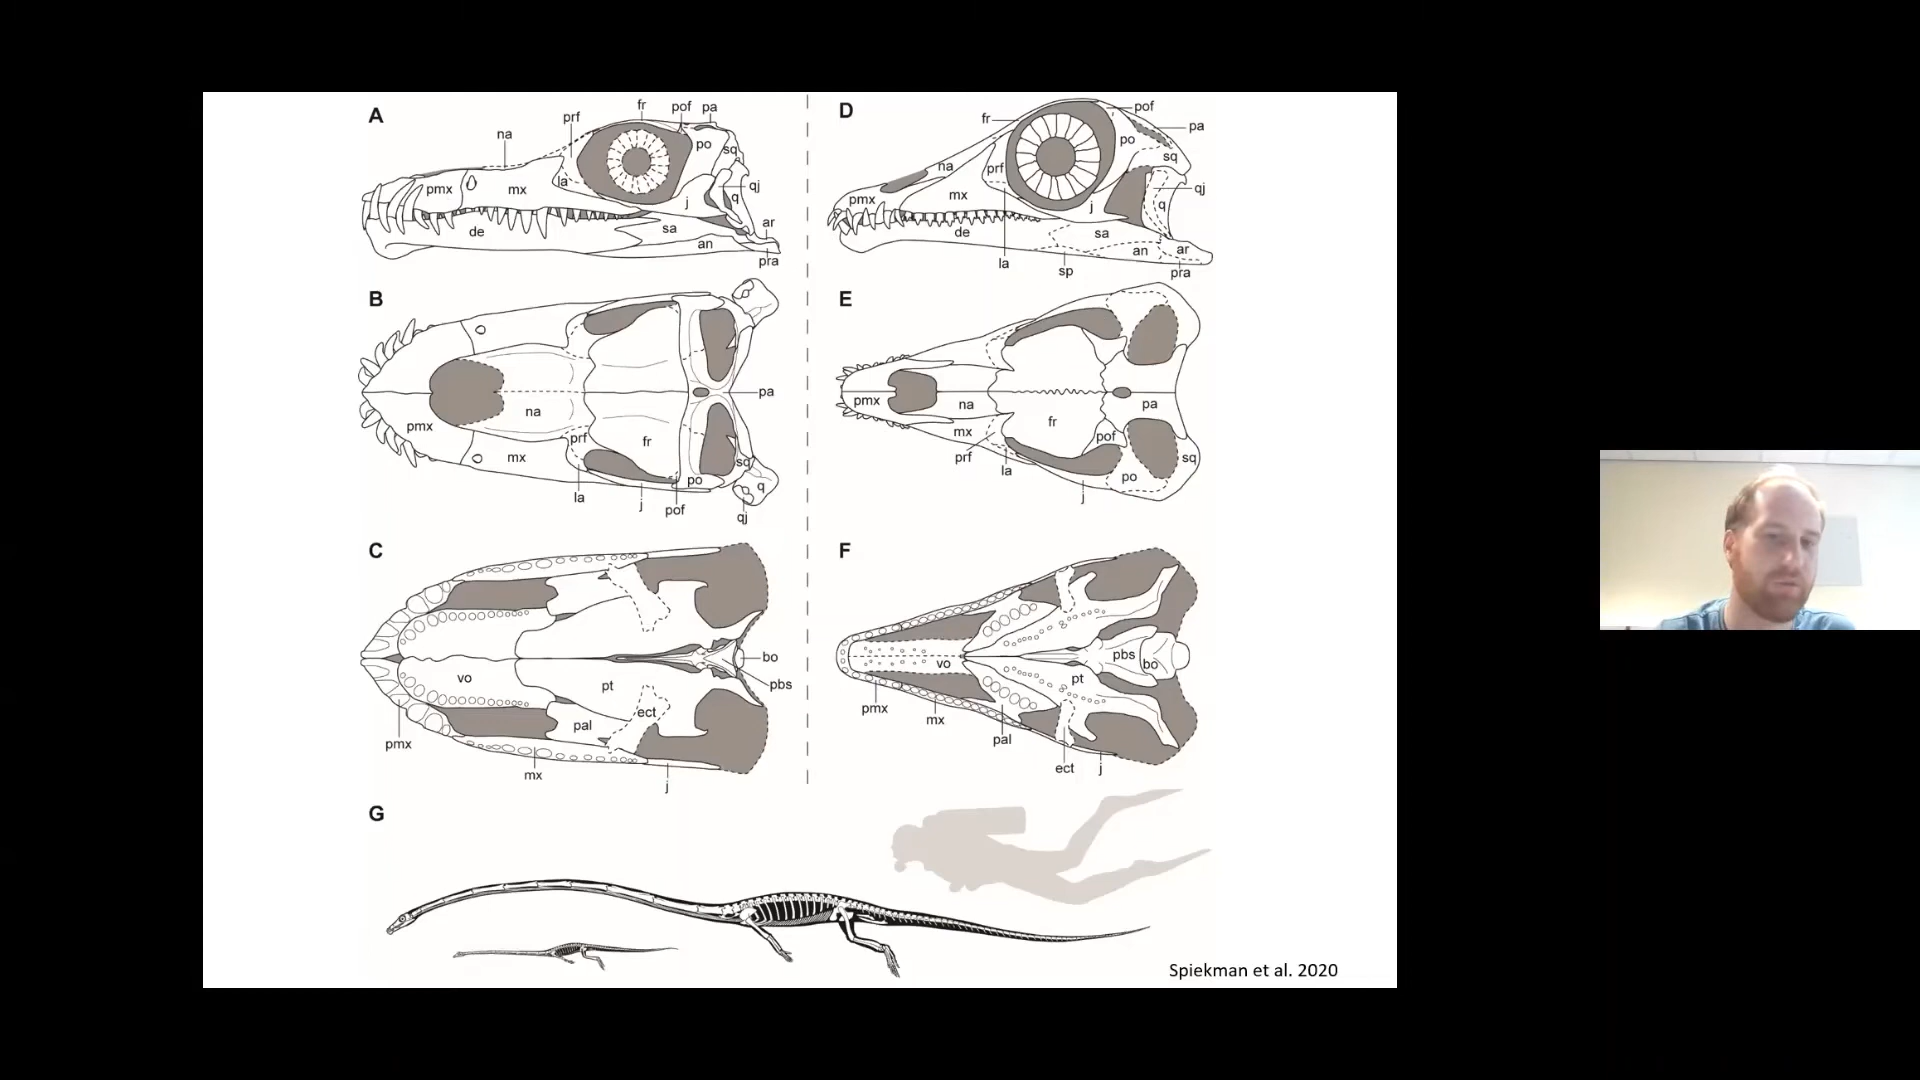 A
na
prf
fr
pof
pa
po
sq
pmx
mx
la
j
q
qj
de
sa
an
ar
pra
D
fr
pof
pa
po
sq
na
prf
pmx
mx
j
q
qj
de
sa
an
ar
la
sp
pra
B
pa
na
pmx
prf
fr
mx
sq
po
q
la
j
pof
qj
E
pmx
na
pa
fr
mx
pof
prf
la
po
sq
j
C
bo
vo
pt
pbs
ect
pal
pmx
mx
j
F
pbs
vo
bo
pt
pmx
mx
pal
ect
j
G
Spiekman et al. 2020